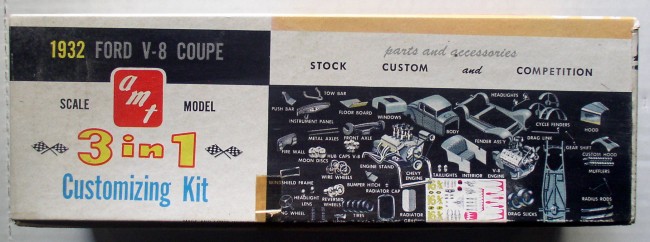 1932 FORD V-8 COUPE
amt
SCALE MODEL
3 in 1
Customizing Kit
parts and accessories
STOCK CUSTOM and COMPETITION
TOW BAR
PUSH BAR
INSTRUMENT PANEL
FLOOR BOARD
WINDOWS
HEADLIGHTS
CYCLE FENDERS
HOOD
METAL AXLES
FRONT AXLE
BODY
FENDER ASS'Y
DRAG LINK
GEAR SHIFT
CUSTOM HOOD
MUFFLERS
FIRE WALL
HUB CAPS V-8
MOON DISCS
WIRE WHEELS
ENGINE STAND
CHEVY ENGINE
TAILLIGHTS
INTERIOR
V-8 ENGINE
WINDSHIELD FRAME
BUMPER HITCH
RADIATOR CAP
HEADLIGHT LENS
REVERSED WHEELS
TIRES
RADIATOR GRILL
DRAG SLICKS
RADIUS RODS